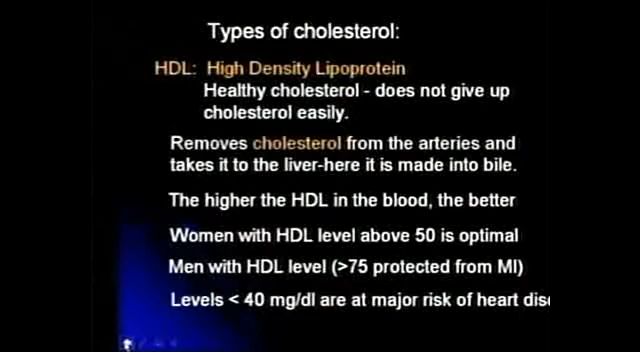 Types of cholesterol:
HDL: High Density Lipoprotein
Healthy cholesterol - does not give up
cholesterol easily.
Removes cholesterol from the arteries and
takes it to the liver-here it is made into bile.
The higher the HDL in the blood, the better
Women with HDL level above 50 is optimal
Men with HDL level (>75 protected from MI)
Levels < 40 mg/dl are at major risk of heart